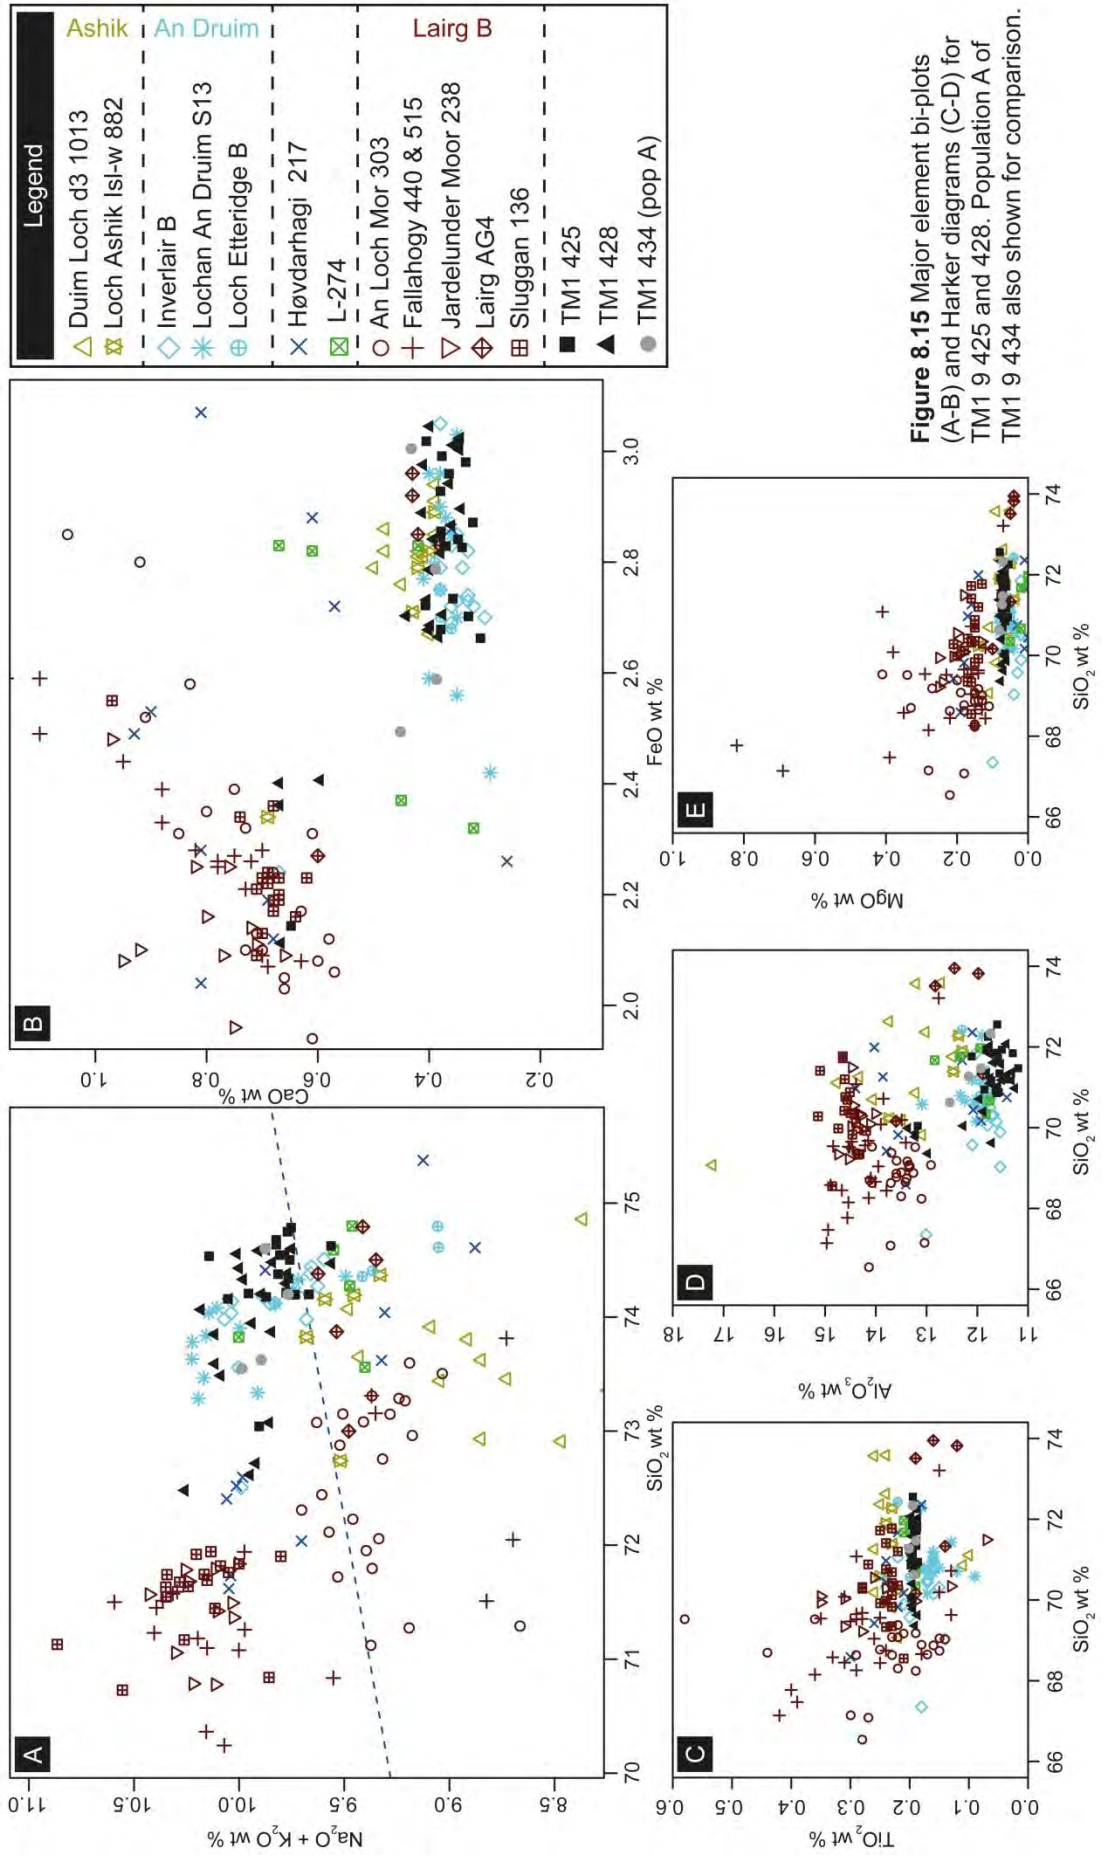 A
Na₂O + K₂O wt %
11.0
10.5
10.0
9.5
9.0
8.5
70
71
72
73
74
75
SiO₂ wt %
B
CaO wt %
1.0
0.8
0.6
0.4
0.2
2.0
2.2
2.4
2.6
2.8
3.0
FeO wt %
Legend
Duim Loch d3 1013
Loch Ashik Isl-w 882
Ashik
Inverlair B
Lochan An Druim S13
Loch Etteridge B
An Druim
Høvdarhagi 217
L-274
An Loch Mor 303
Fallahogy 440 & 515
Jardelunder Moor 238
Lairg AG4
Sluggan 136
Lairg B
TM1 425
TM1 428
TM1 434 (pop A)
C
TiO₂ wt %
0.6
0.5
0.4
0.3
0.2
0.1
0.0
66
68
70
72
74
SiO₂ wt %
D
Al₂O₃ wt %
18
17
16
15
14
13
12
11
66
68
70
72
74
SiO₂ wt %
E
MgO wt %
1.0
0.8
0.6
0.4
0.2
0.0
66
68
70
72
74
SiO₂ wt %
Figure 8.15 Major element bi-plots
(A-B) and Harker diagrams (C-D) for
TM1 9 425 and 428. Population A of
TM1 9 434 also shown for comparison.